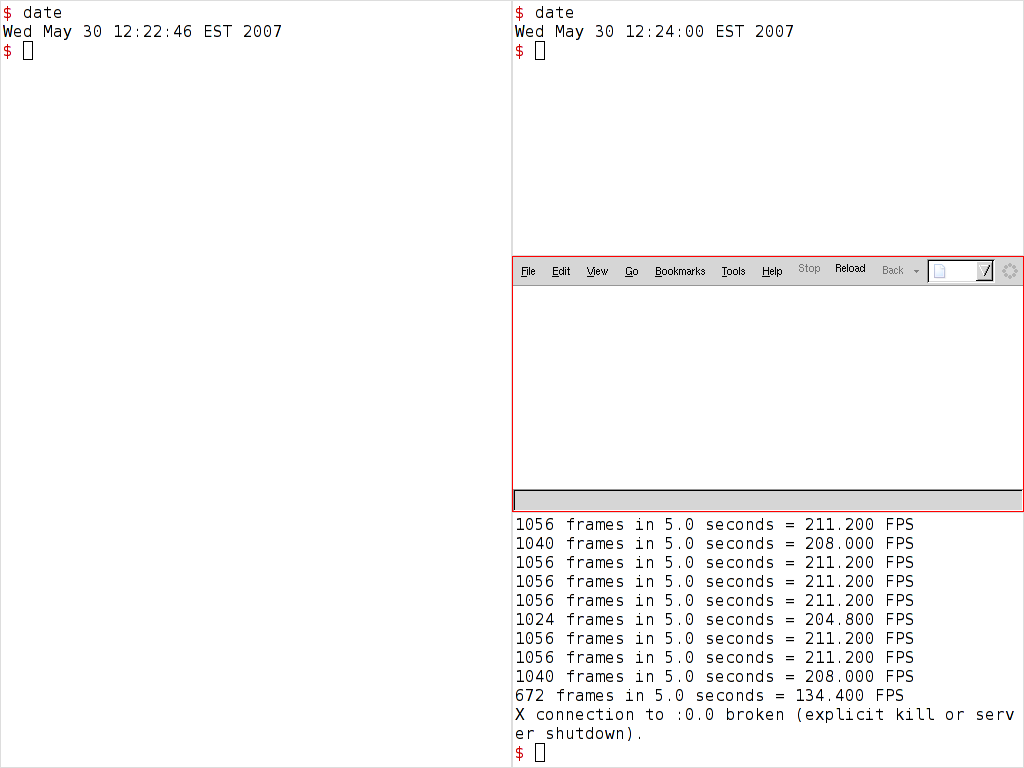 $ date
Wed May 30 12:22:46 EST 2007
$
$ date
Wed May 30 12:24:00 EST 2007
$
File Edit View Go Bookmarks Tools Help Stop Reload Back
1056 frames in 5.0 seconds = 211.200 FPS
1040 frames in 5.0 seconds = 208.000 FPS
1056 frames in 5.0 seconds = 211.200 FPS
1056 frames in 5.0 seconds = 211.200 FPS
1056 frames in 5.0 seconds = 211.200 FPS
1024 frames in 5.0 seconds = 204.800 FPS
1056 frames in 5.0 seconds = 211.200 FPS
1056 frames in 5.0 seconds = 211.200 FPS
1040 frames in 5.0 seconds = 208.000 FPS
672 frames in 5.0 seconds = 134.400 FPS
X connection to :0.0 broken (explicit kill or serv
er shutdown).
$